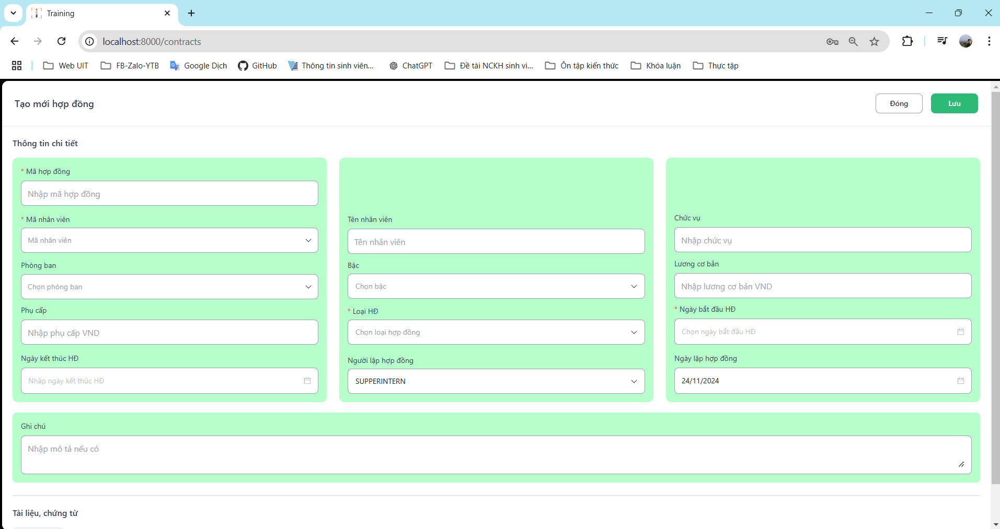 Training
localhost:8000/contracts
Web UIT
FB-Zalo-YTB
Google Dịch
GitHub
Thông tin sinh viên...
ChatGPT
Đề tài NCKH sinh vi...
Ôn tập kiến thức
Khóa luận
Thực tập
Tạo mới hợp đồng
Đóng
Lưu
Thông tin chi tiết
* Mã hợp đồng
Nhập mã hợp đồng
* Mã nhân viên
Mã nhân viên
Tên nhân viên
Tên nhân viên
Chức vụ
Nhập chức vụ
Phòng ban
Chọn phòng ban
Bậc
Chọn bậc
Lương cơ bản
Nhập lương cơ bản VND
Phụ cấp
Nhập phụ cấp VND
* Loại HĐ
Chọn loại hợp đồng
* Ngày bắt đầu HĐ
Chọn ngày bắt đầu HĐ
Ngày kết thúc HĐ
Nhập ngày kết thúc HĐ
Người lập hợp đồng
SUPPERINTERN
Ngày lập hợp đồng
24/11/2024
Ghi chú
Nhập mô tả nếu có
Tài liệu, chứng từ